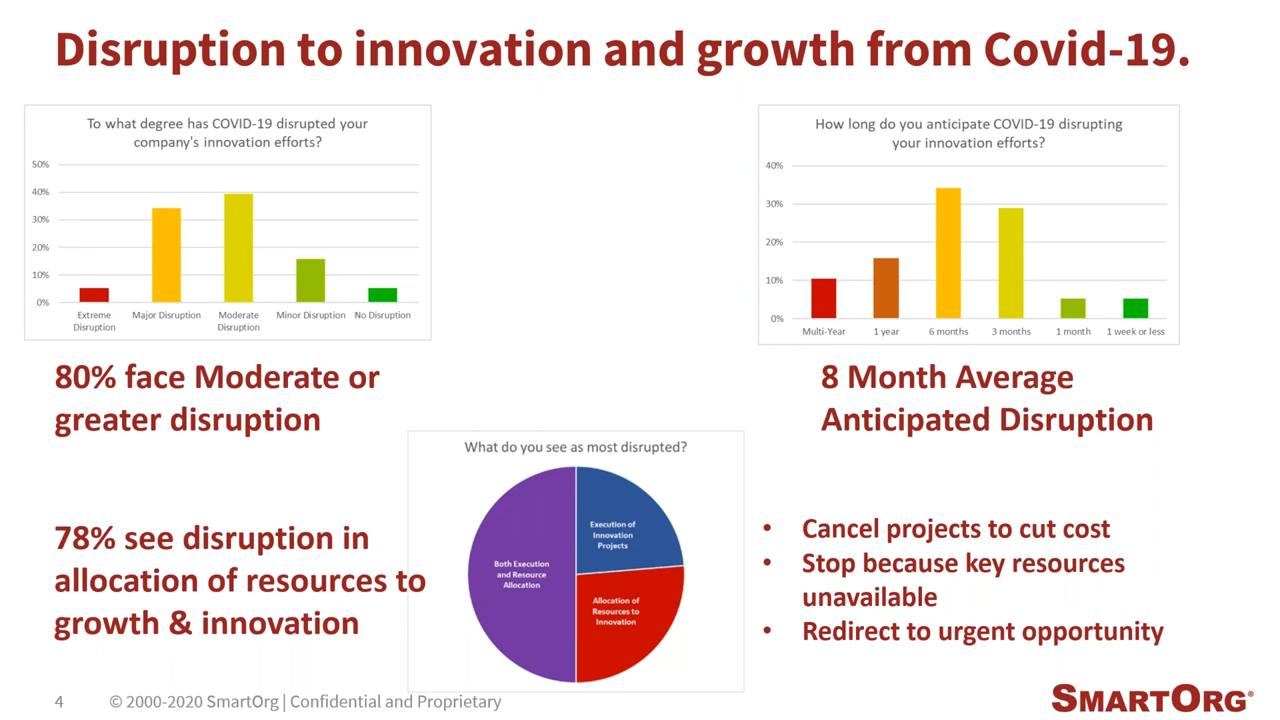 Disruption to innovation and growth from Covid-19.
To what degree has COVID-19 disrupted your
company's innovation efforts?
50%
40%
30%
20%
10%
0%
Extreme
Disruption
Major Disruption
Moderate
Disruption
Minor Disruption
No Disruption
80% face Moderate or
greater disruption
How long do you anticipate COVID-19 disrupting
your innovation efforts?
40%
30%
20%
10%
0%
Multi-Year
1 year
6 months
3 months
1 month
1 week or less
8 Month Average
Anticipated Disruption
78% see disruption in
allocation of resources to
growth & innovation
What do you see as most disrupted?
Execution of
Innovation
Projects
Both Execution
and Resource
Allocation
Allocation of
Resources to
Innovation
• Cancel projects to cut cost
• Stop because key resources
unavailable
• Redirect to urgent opportunity
4 © 2000-2020 SmartOrg | Confidential and Proprietary
SMARTORG®